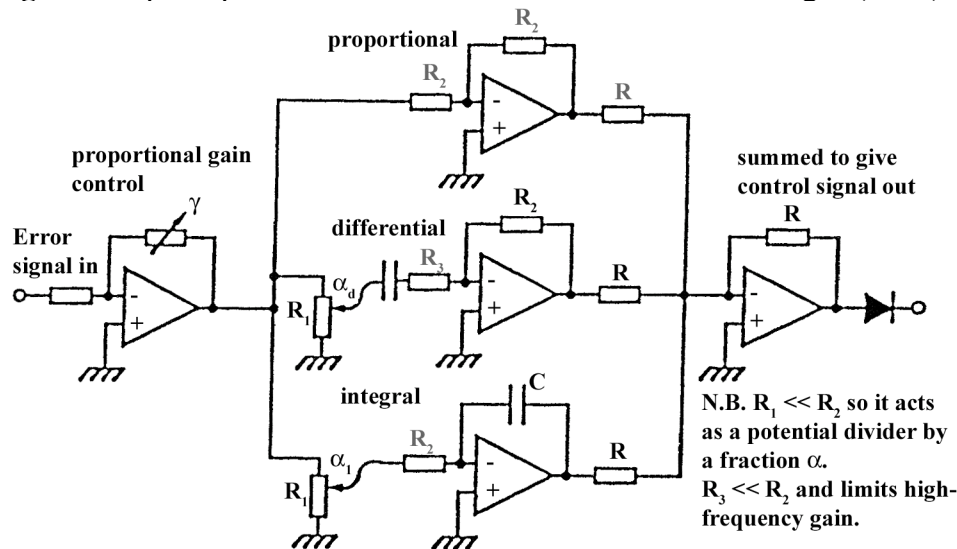 proportional
R₂
R₂
R
-
+
proportional gain
control
γ
summed to give
control signal out
R
Error
signal in
-
+
differential
R₂
α_d
R₃
R₁
-
+
R
-
+
integral
C
α₁
R₂
R₁
-
+
R
N.B. R₁ << R₂ so it acts
as a potential divider by
a fraction α.
R₃ << R₂ and limits high-
frequency gain.